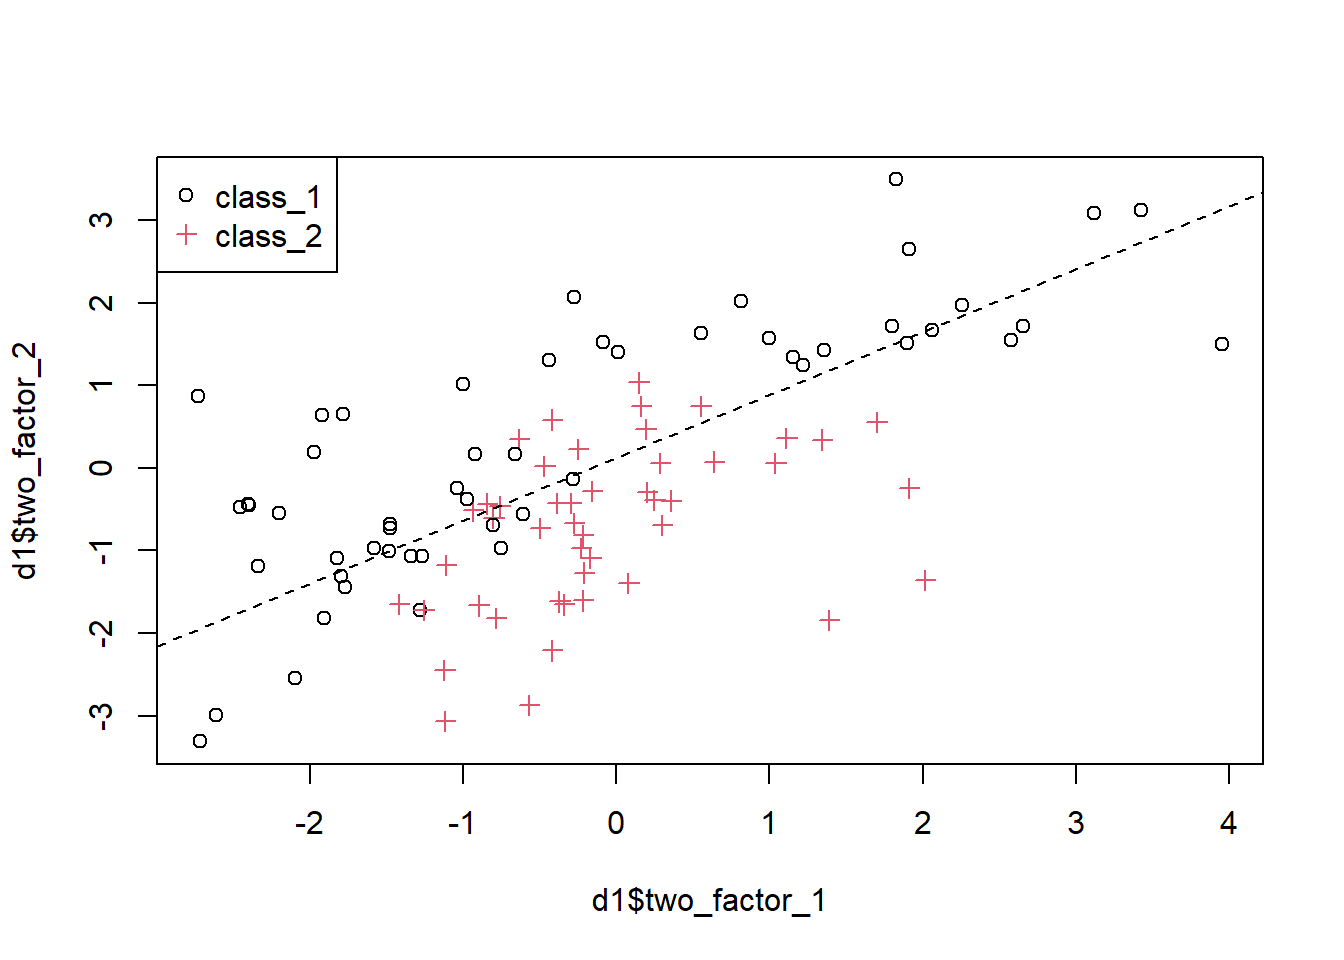 class_1
class_2
d1$two_factor_2
3
2
1
0
-1
-2
-3
-2 -1 0 1 2 3 4
d1$two_factor_1